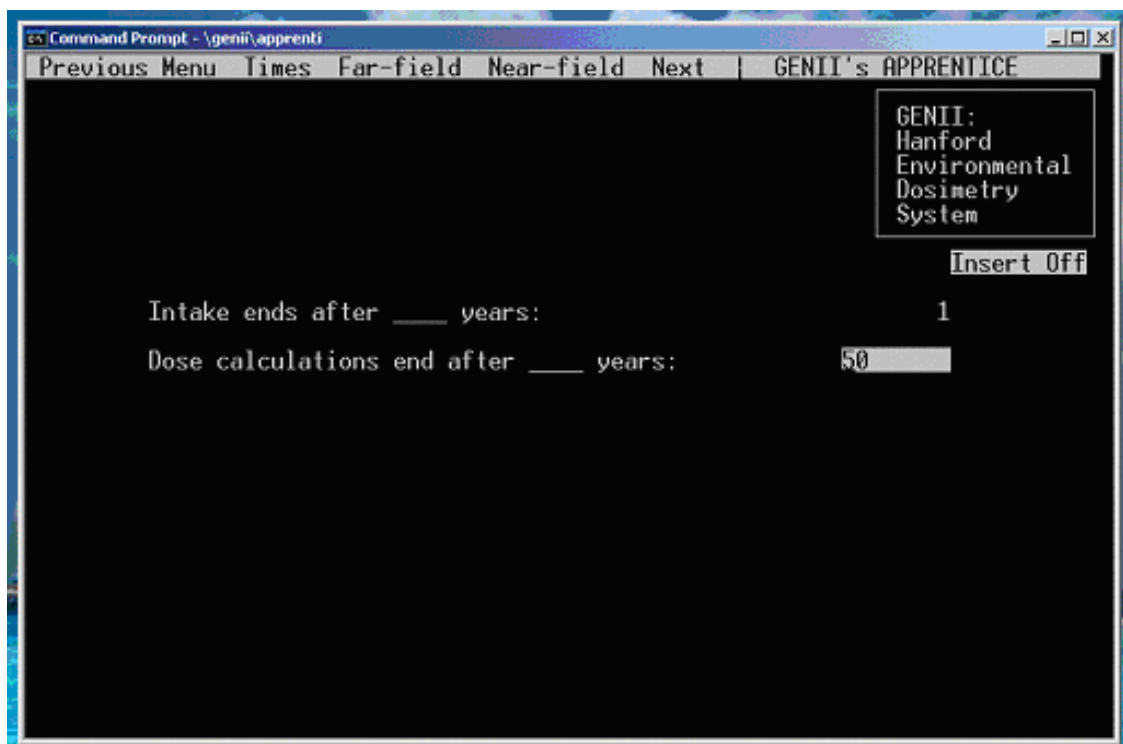 Command Prompt - \genii\apprenti
Previous Menu Times Far-field Near-field Next | GENII's APPRENTICE
GENII:
Hanford
Environmental
Dosimetry
System
Insert Off
Intake ends after ____ years: 1
Dose calculations end after ____ years: 50